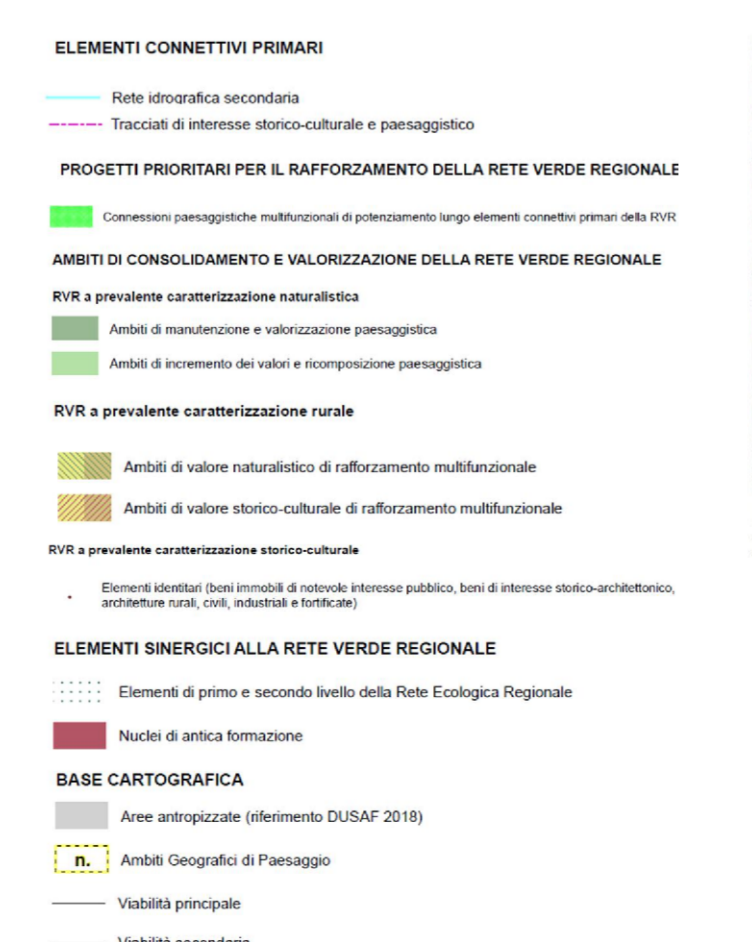 ELEMENTI CONNETTIVI PRIMARI
Rete idrografica secondaria
Tracciati di interesse storico-culturale e paesaggistico
PROGETTI PRIORITARI PER IL RAFFORZAMENTO DELLA RETE VERDE REGIONALE
Connessioni paesaggistiche multifunzionali di potenziamento lungo elementi connettivi primari della RVR
AMBITI DI CONSOLIDAMENTO E VALORIZZAZIONE DELLA RETE VERDE REGIONALE
RVR a prevalente caratterizzazione naturalistica
Ambiti di manutenzione e valorizzazione paesaggistica
Ambiti di incremento dei valori e ricomposizione paesaggistica
RVR a prevalente caratterizzazione rurale
Ambiti di valore naturalistico di rafforzamento multifunzionale
Ambiti di valore storico-culturale di rafforzamento multifunzionale
RVR a prevalente caratterizzazione storico-culturale
Elementi identitari (beni immobili di notevole interesse pubblico, beni di interesse storico-architettonico,
architetture rurali, civili, industriali e fortificate)
ELEMENTI SINERGICI ALLA RETE VERDE REGIONALE
Elementi di primo e secondo livello della Rete Ecologica Regionale
Nuclei di antica formazione
BASE CARTOGRAFICA
Aree antropizzate (riferimento DUSAF 2018)
n. Ambiti Geografici di Paesaggio
Viabilità principale
Viabilità secondaria